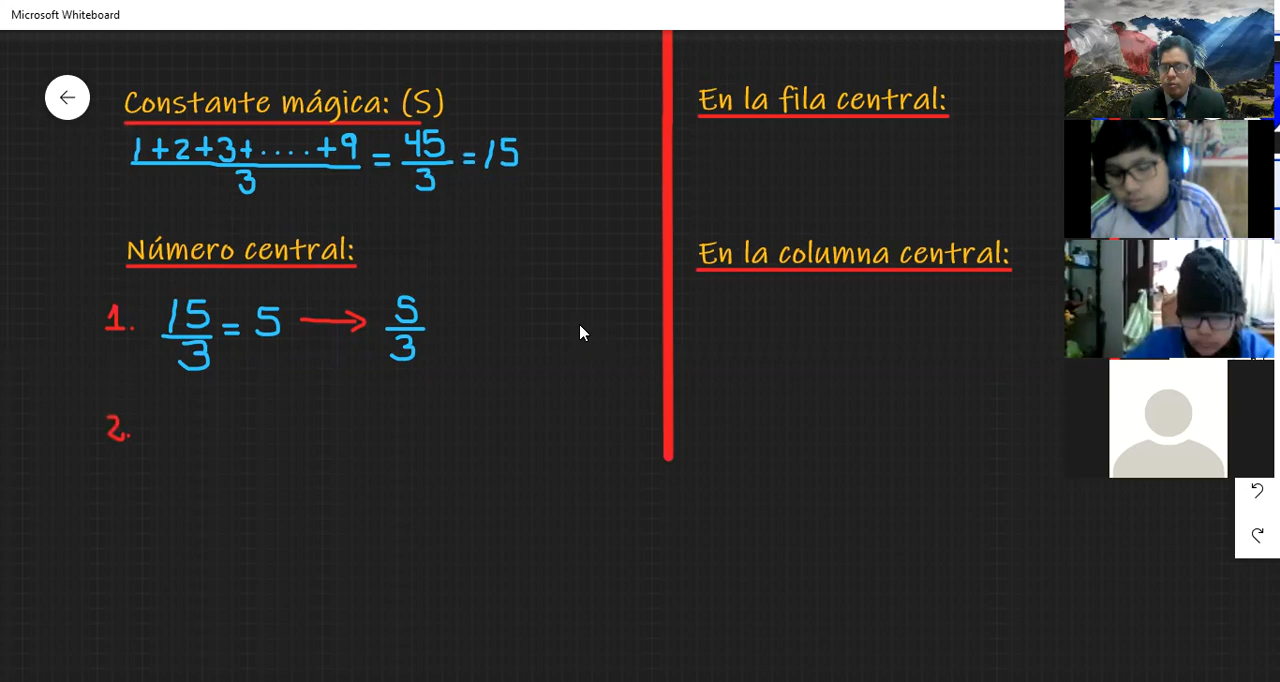 Microsoft Whiteboard
Constante mágica: (S)
1+2+3+....+9 / 3 = 45/3 = 15
Número central:
1. 15/3 = 5 → 5/3
2.
En la fila central:
En la columna central: